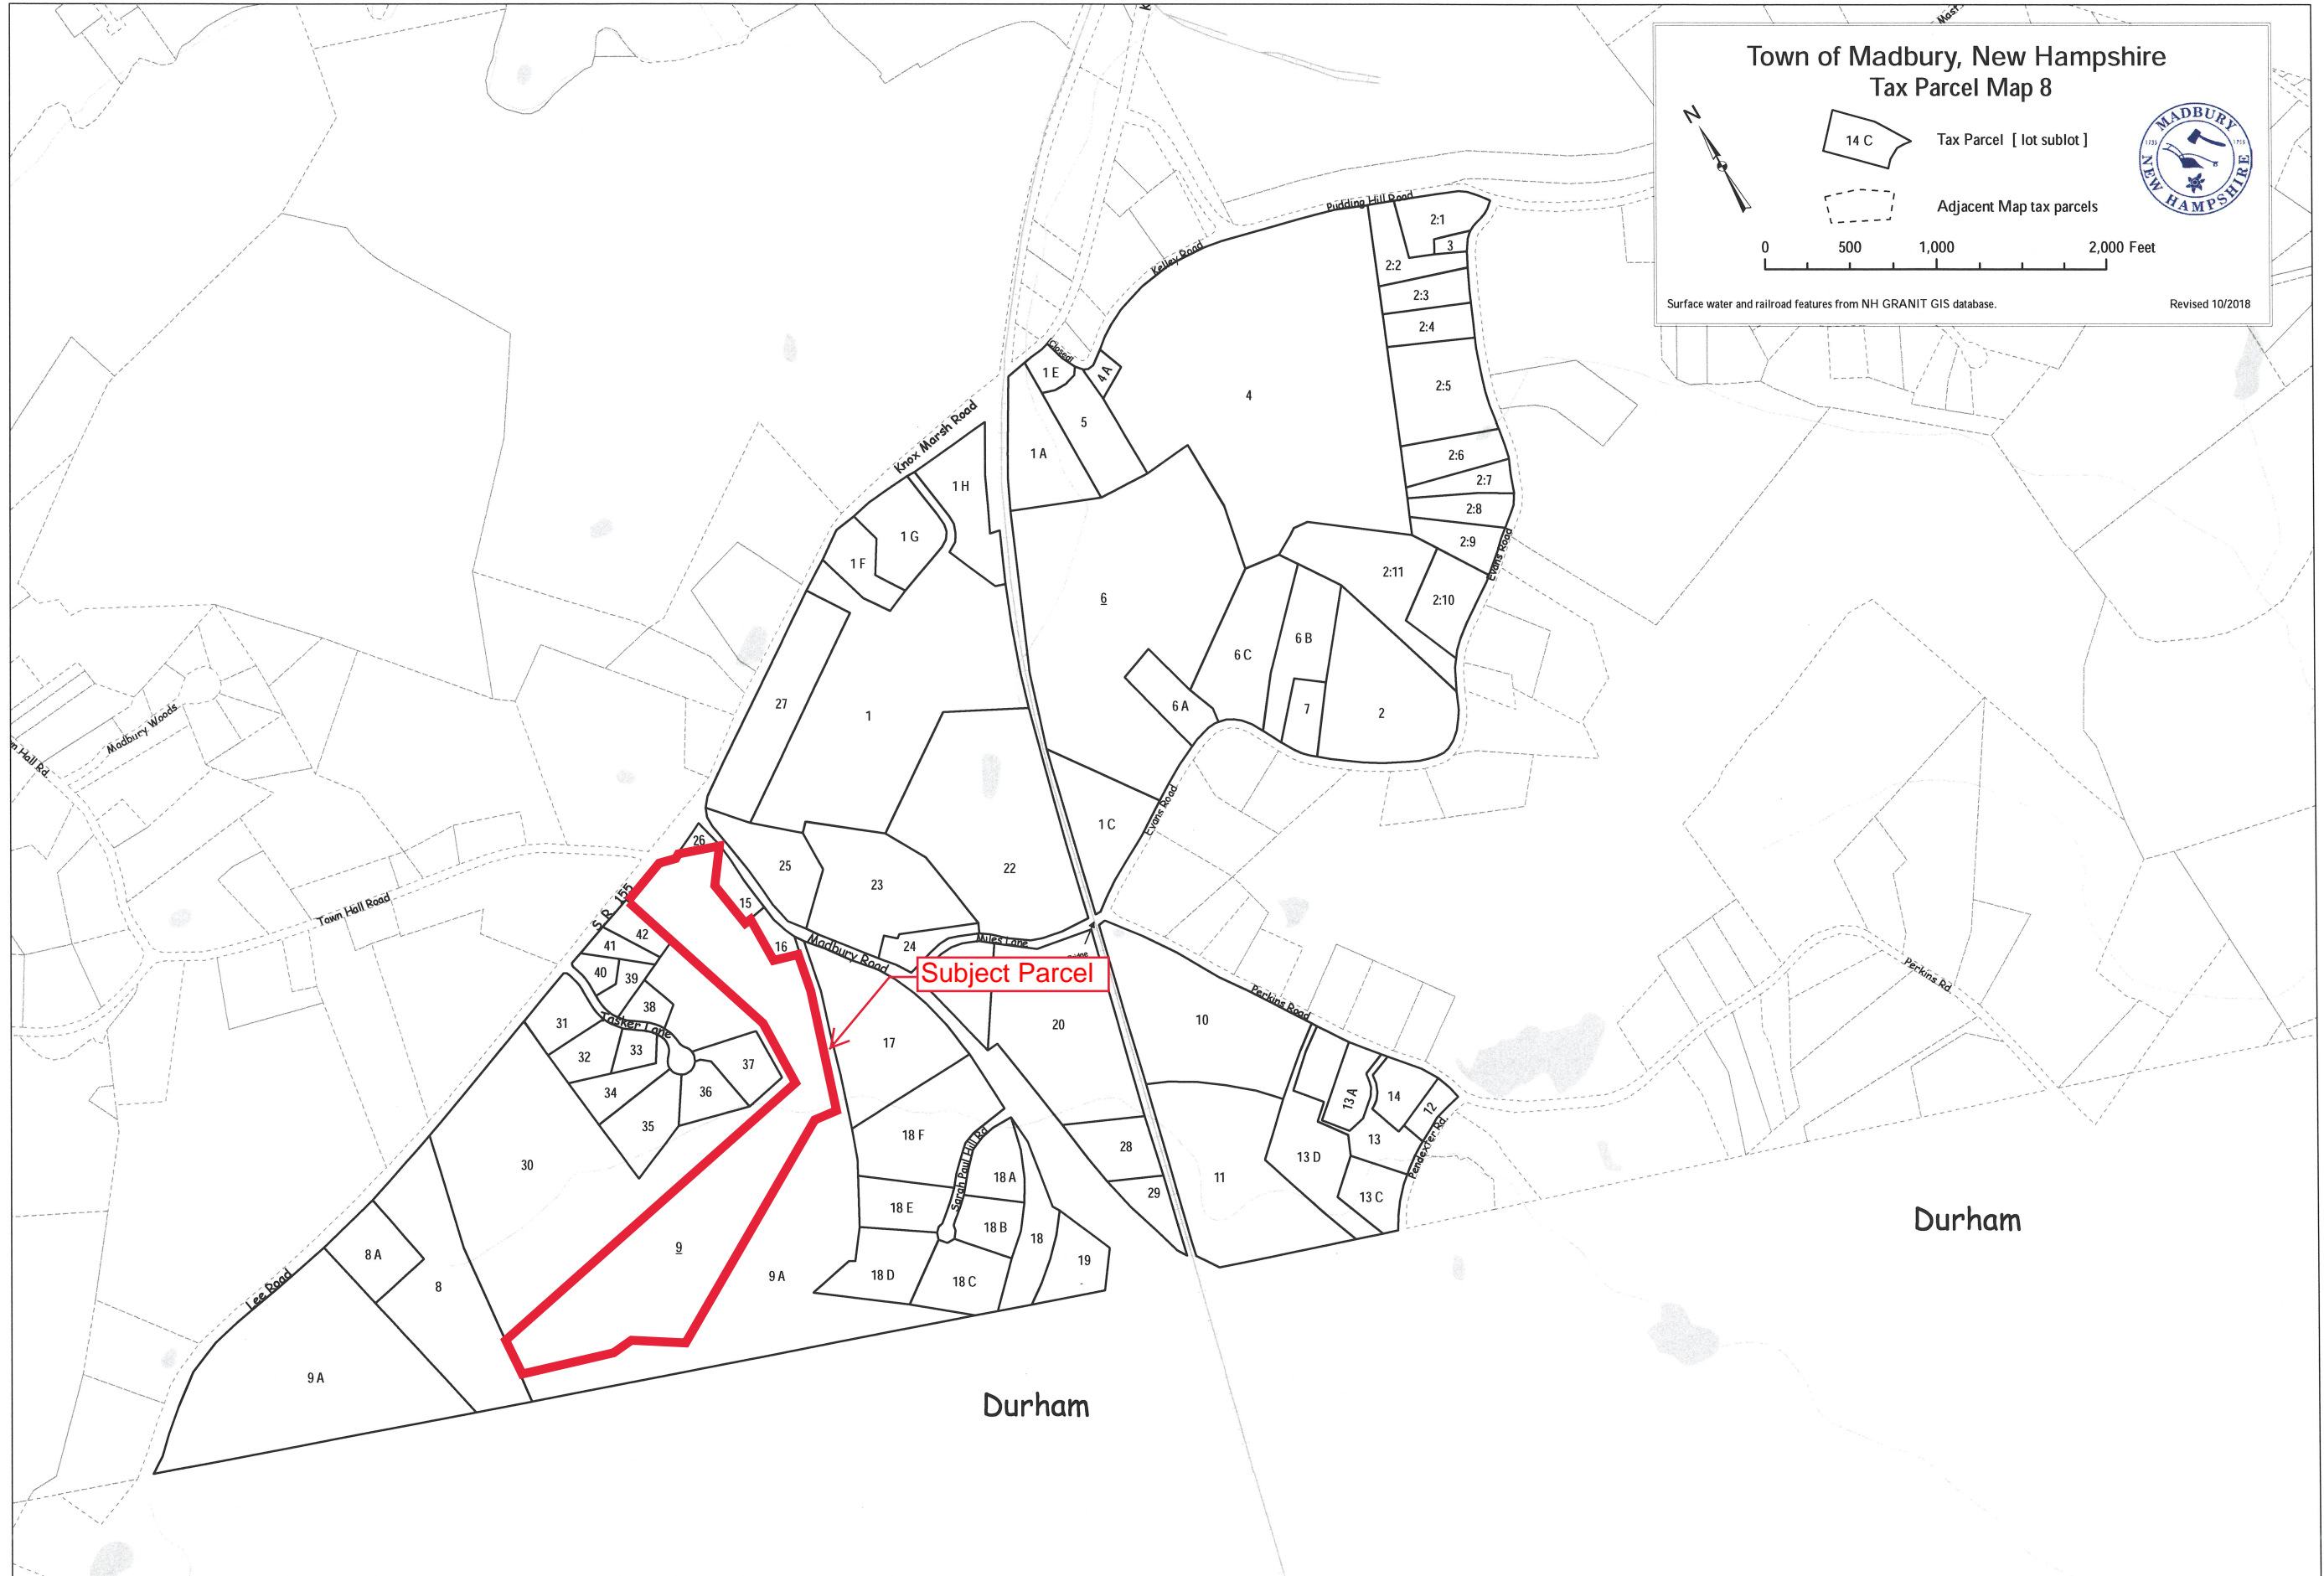 Town of Madbury, New Hampshire
Tax Parcel Map 8
N
14 C
Tax Parcel [ lot sublot ]
Adjacent Map tax parcels
0 500 1,000 2,000 Feet
Surface water and railroad features from NH GRANIT GIS database.
Revised 10/2018
MADBURY
NEW HAMPSHIRE
Mast
Pudding Hill Road
2:1
3
Kelley Road
2:2
2:3
2:4
Closed
1 E
4 A
2:5
4
5
Knox Marsh Road
1 A
2:6
2:7
1 H
2:8
1 G
2:9
Evans Road
1 F
2:11
6
2:10
6 B
6 C
27
1
6 A
7
2
Madbury Woods
Hall Rd.
1 C
Evans Road
26
25
22
23
S. R. 155
15
Town Hall Road
42
41
16
Madbury Road
24
Miles Lane
Subject Parcel
40
39
38
Perkins Road
Perkins Rd.
31
Tasker Lane
33
32
37
17
20
10
34
36
13 A
14
12
35
18 F
28
13
Pendexter Rd.
30
Sarah Paul Hill Rd
13 D
18 A
11
29
13 C
18 E
18 B
Durham
8 A
9
18
19
8
9 A
18 D
18 C
Lee Road
9 A
Durham